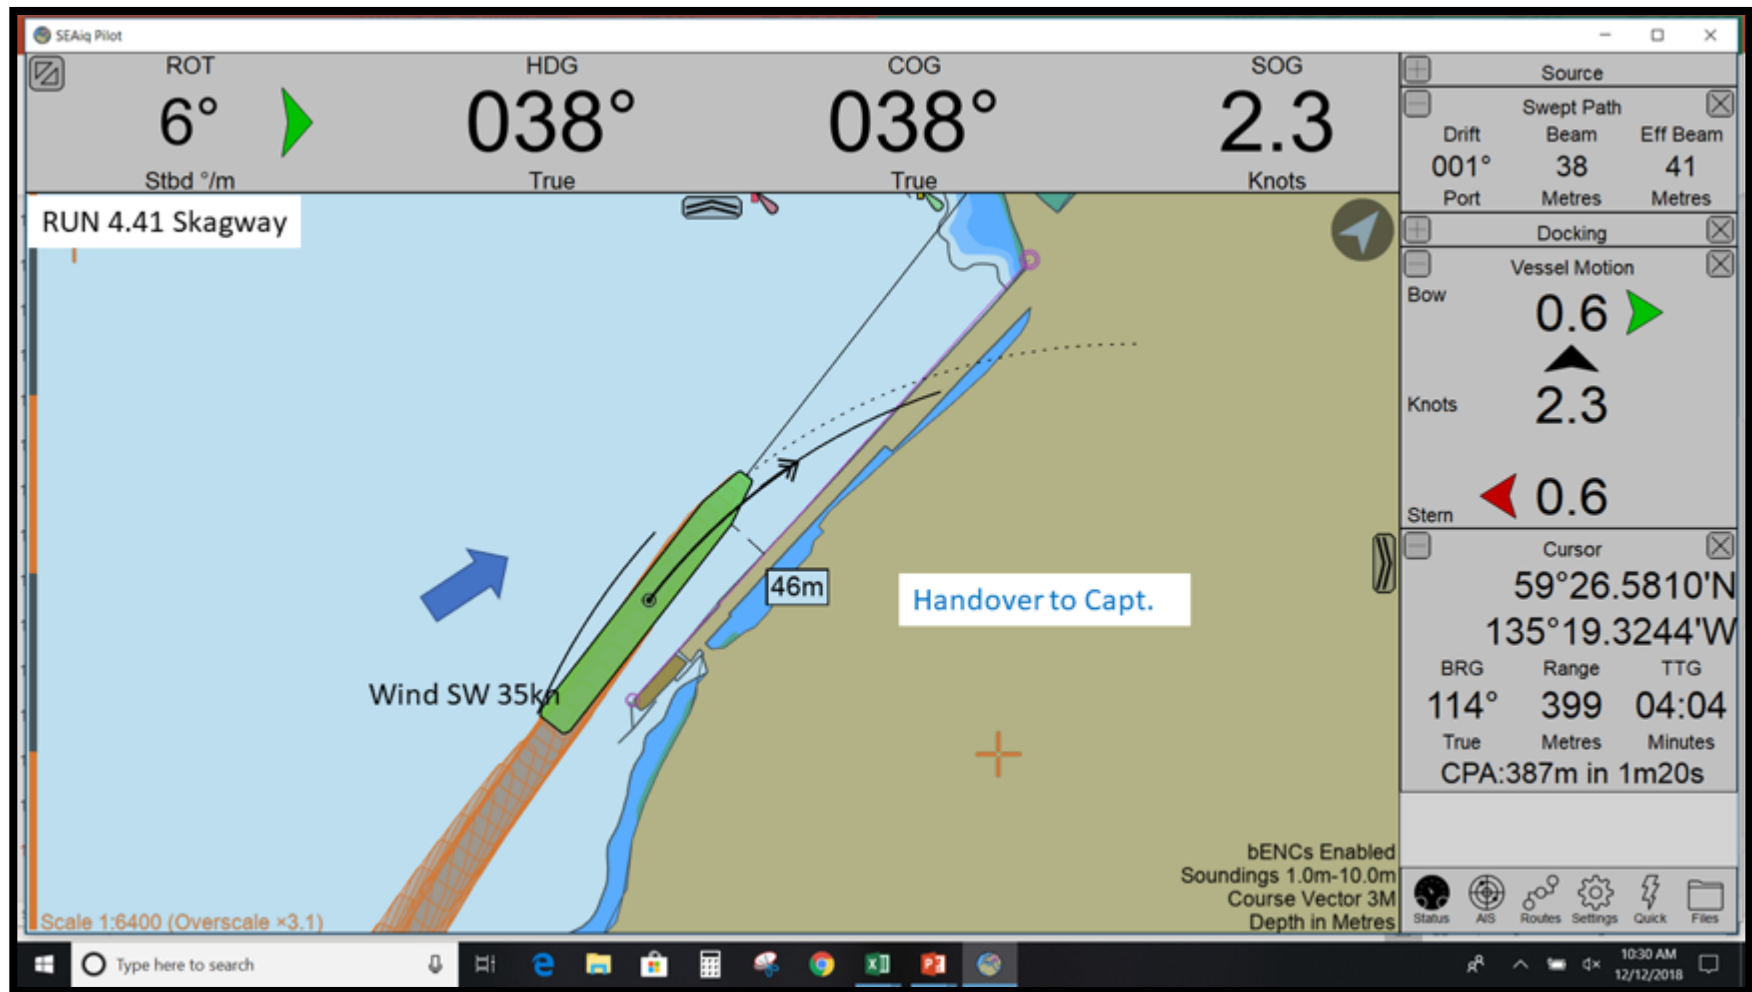 SEAiq Pilot
ROT HDG COG SOG
6° 038° 038° 2.3
Stbd °/m True True Knots
RUN 4.41 Skagway
46m
Handover to Capt.
Wind SW 35kn
bENCs Enabled
Soundings 1.0m-10.0m
Course Vector 3M
Depth in Metres
Scale 1:6400 (Overscale ×3.1)
Source
Swept Path
Drift Beam Eff Beam
001° 38 41
Port Metres Metres
Docking
Vessel Motion
Bow
0.6
Knots
2.3
0.6
Stern
Cursor
59°26.5810'N
135°19.3244'W
BRG Range TTG
114° 399 04:04
True Metres Minutes
CPA:387m in 1m20s
Status AIS Routes Settings Quick Files
Type here to search
10:30 AM
12/12/2018